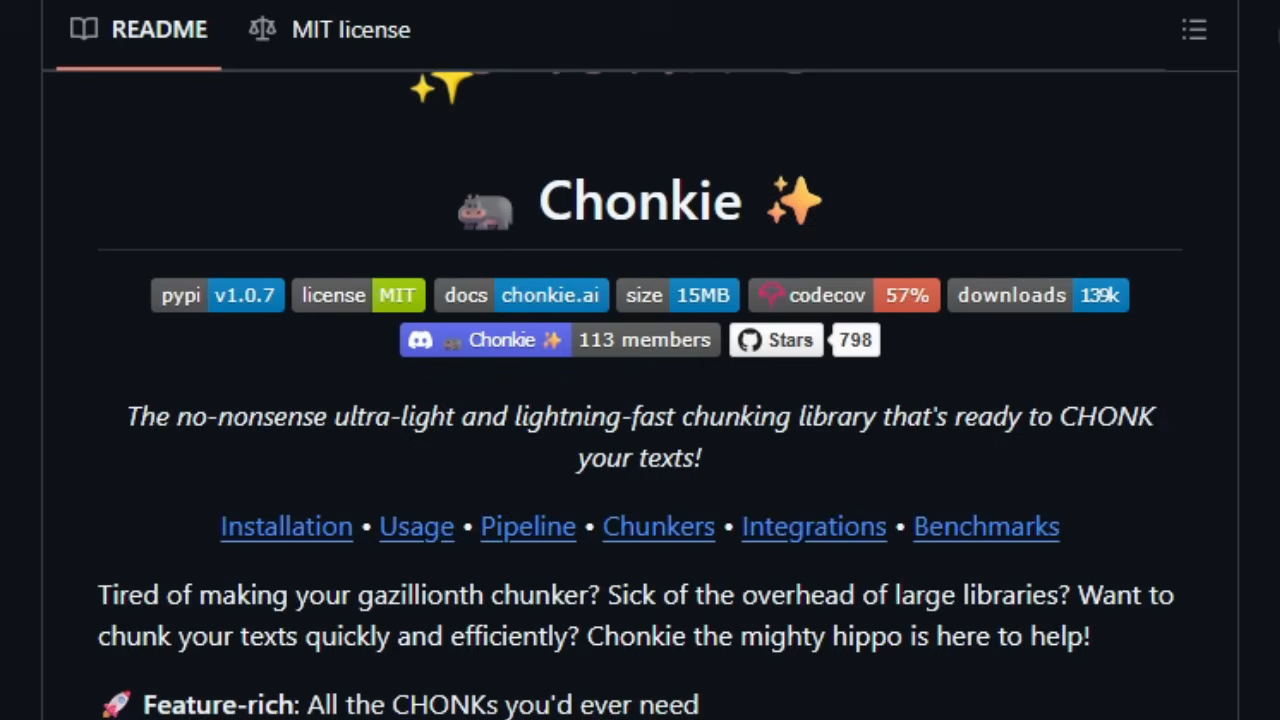 README MIT license
Chonkie
pypi v1.0.7 license MIT docs chonkie.ai size 15MB codecov 57% downloads 139k
Chonkie 113 members Stars 798
The no-nonsense ultra-light and lightning-fast chunking library that's ready to CHONK
your texts!
Installation • Usage • Pipeline • Chunkers • Integrations • Benchmarks
Tired of making your gazillionth chunker? Sick of the overhead of large libraries? Want to
chunk your texts quickly and efficiently? Chonkie the mighty hippo is here to help!
Feature-rich: All the CHONKs you'd ever need